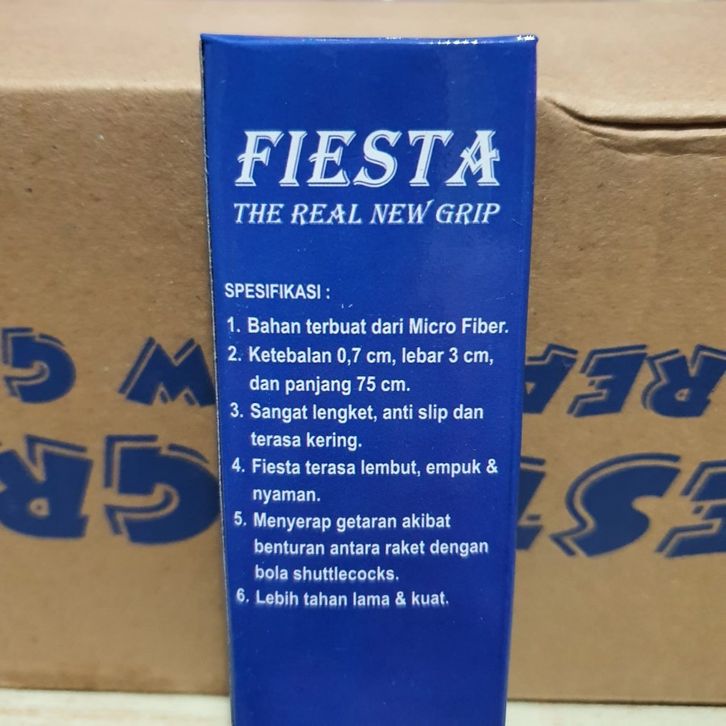 FIESTA
THE REAL NEW GRIP
SPESIFIKASI :
1. Bahan terbuat dari Micro Fiber.
2. Ketebalan 0,7 cm, lebar 3 cm,
dan panjang 75 cm.
3. Sangat lengket, anti slip dan
terasa kering.
4. Fiesta terasa lembut, empuk &
nyaman.
5. Menyerap getaran akibat
benturan antara raket dengan
bola shuttlecocks.
6. Lebih tahan lama & kuat.